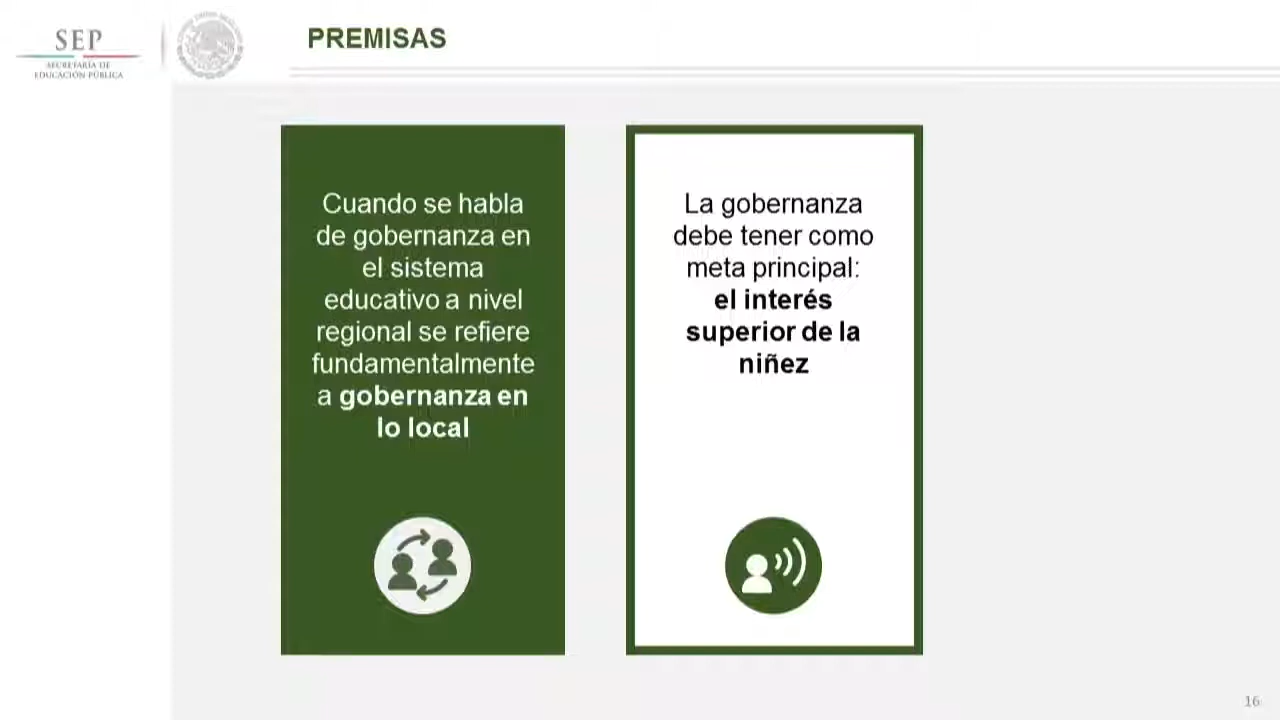 SEP
SECRETARÍA DE
EDUCACIÓN PÚBLICA
PREMISAS
Cuando se habla
de gobernanza en
el sistema
educativo a nivel
regional se refiere
fundamentalmente
a gobernanza en
lo local
La gobernanza
debe tener como
meta principal:
el interés
superior de la
niñez
16